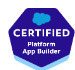 CERTIFIED
Platform
App Builder